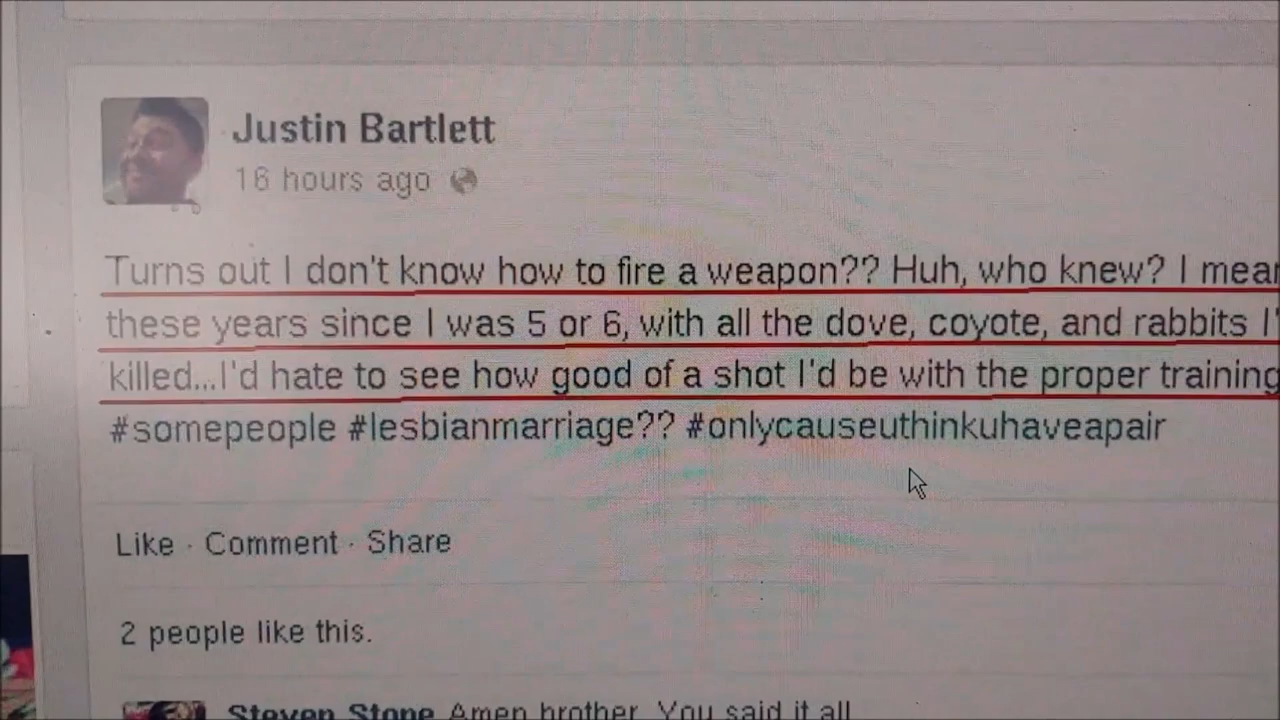 Justin Bartlett
16 hours ago
Turns out I don't know how to fire a weapon?? Huh, who knew? I mean
these years since I was 5 or 6, with all the dove, coyote, and rabbits I'
killed...I'd hate to see how good of a shot I'd be with the proper training
#somepeople #lesbianmarriage?? #onlycauseuthinkuhaveapair
Like · Comment · Share
2 people like this.
Steven Stone Amen brother. You said it all